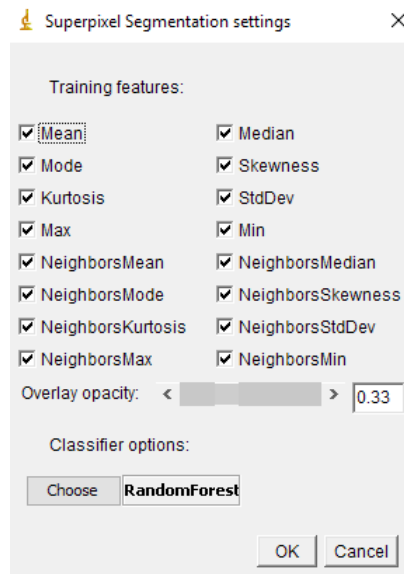 Superpixel Segmentation settings
Training features:
Mean Median
Mode Skewness
Kurtosis StdDev
Max Min
NeighborsMean NeighborsMedian
NeighborsMode NeighborsSkewness
NeighborsKurtosis NeighborsStdDev
NeighborsMax NeighborsMin
Overlay opacity: 0.33
Classifier options:
Choose RandomForest
OK Cancel